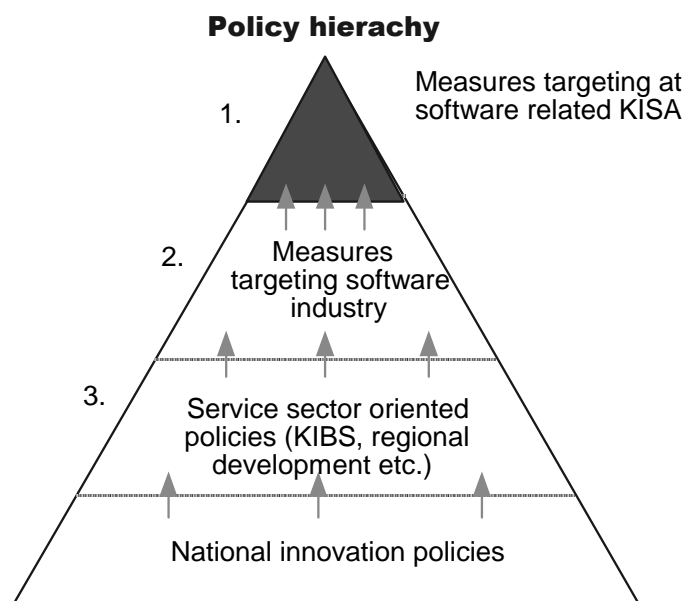 Policy hierachy
Measures targeting at
software related KISA
1.
2.
Measures
targeting software
industry
3.
Service sector oriented
policies (KIBS, regional
development etc.)
National innovation policies